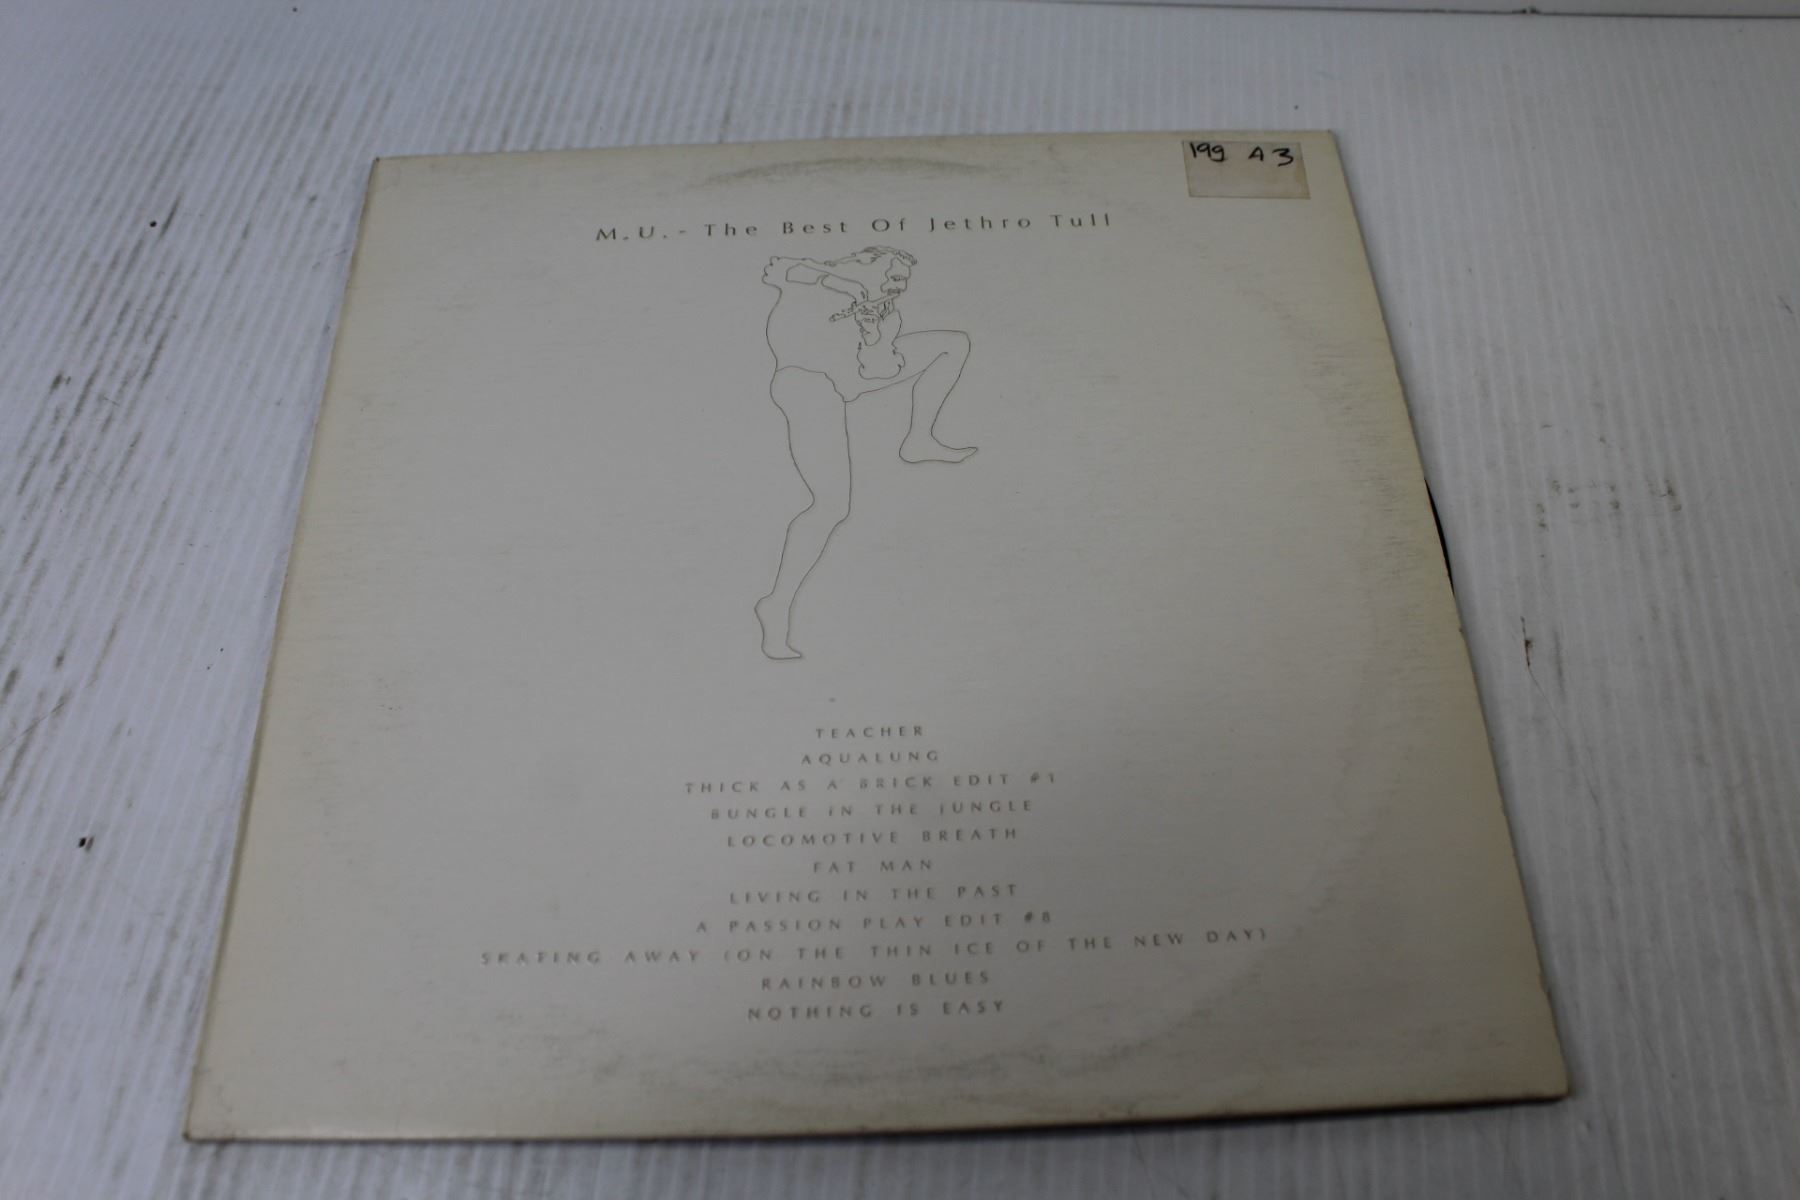 199 A3
M.U. - The Best Of Jethro Tull
TEACHER
AQUALUNG
THICK AS A BRICK EDIT #1
BUNGLE IN THE JUNGLE
LOCOMOTIVE BREATH
FAT MAN
LIVING IN THE PAST
A PASSION PLAY EDIT #8
SKATING AWAY (ON THE THIN ICE OF THE NEW DAY)
RAINBOW BLUES
NOTHING IS EASY